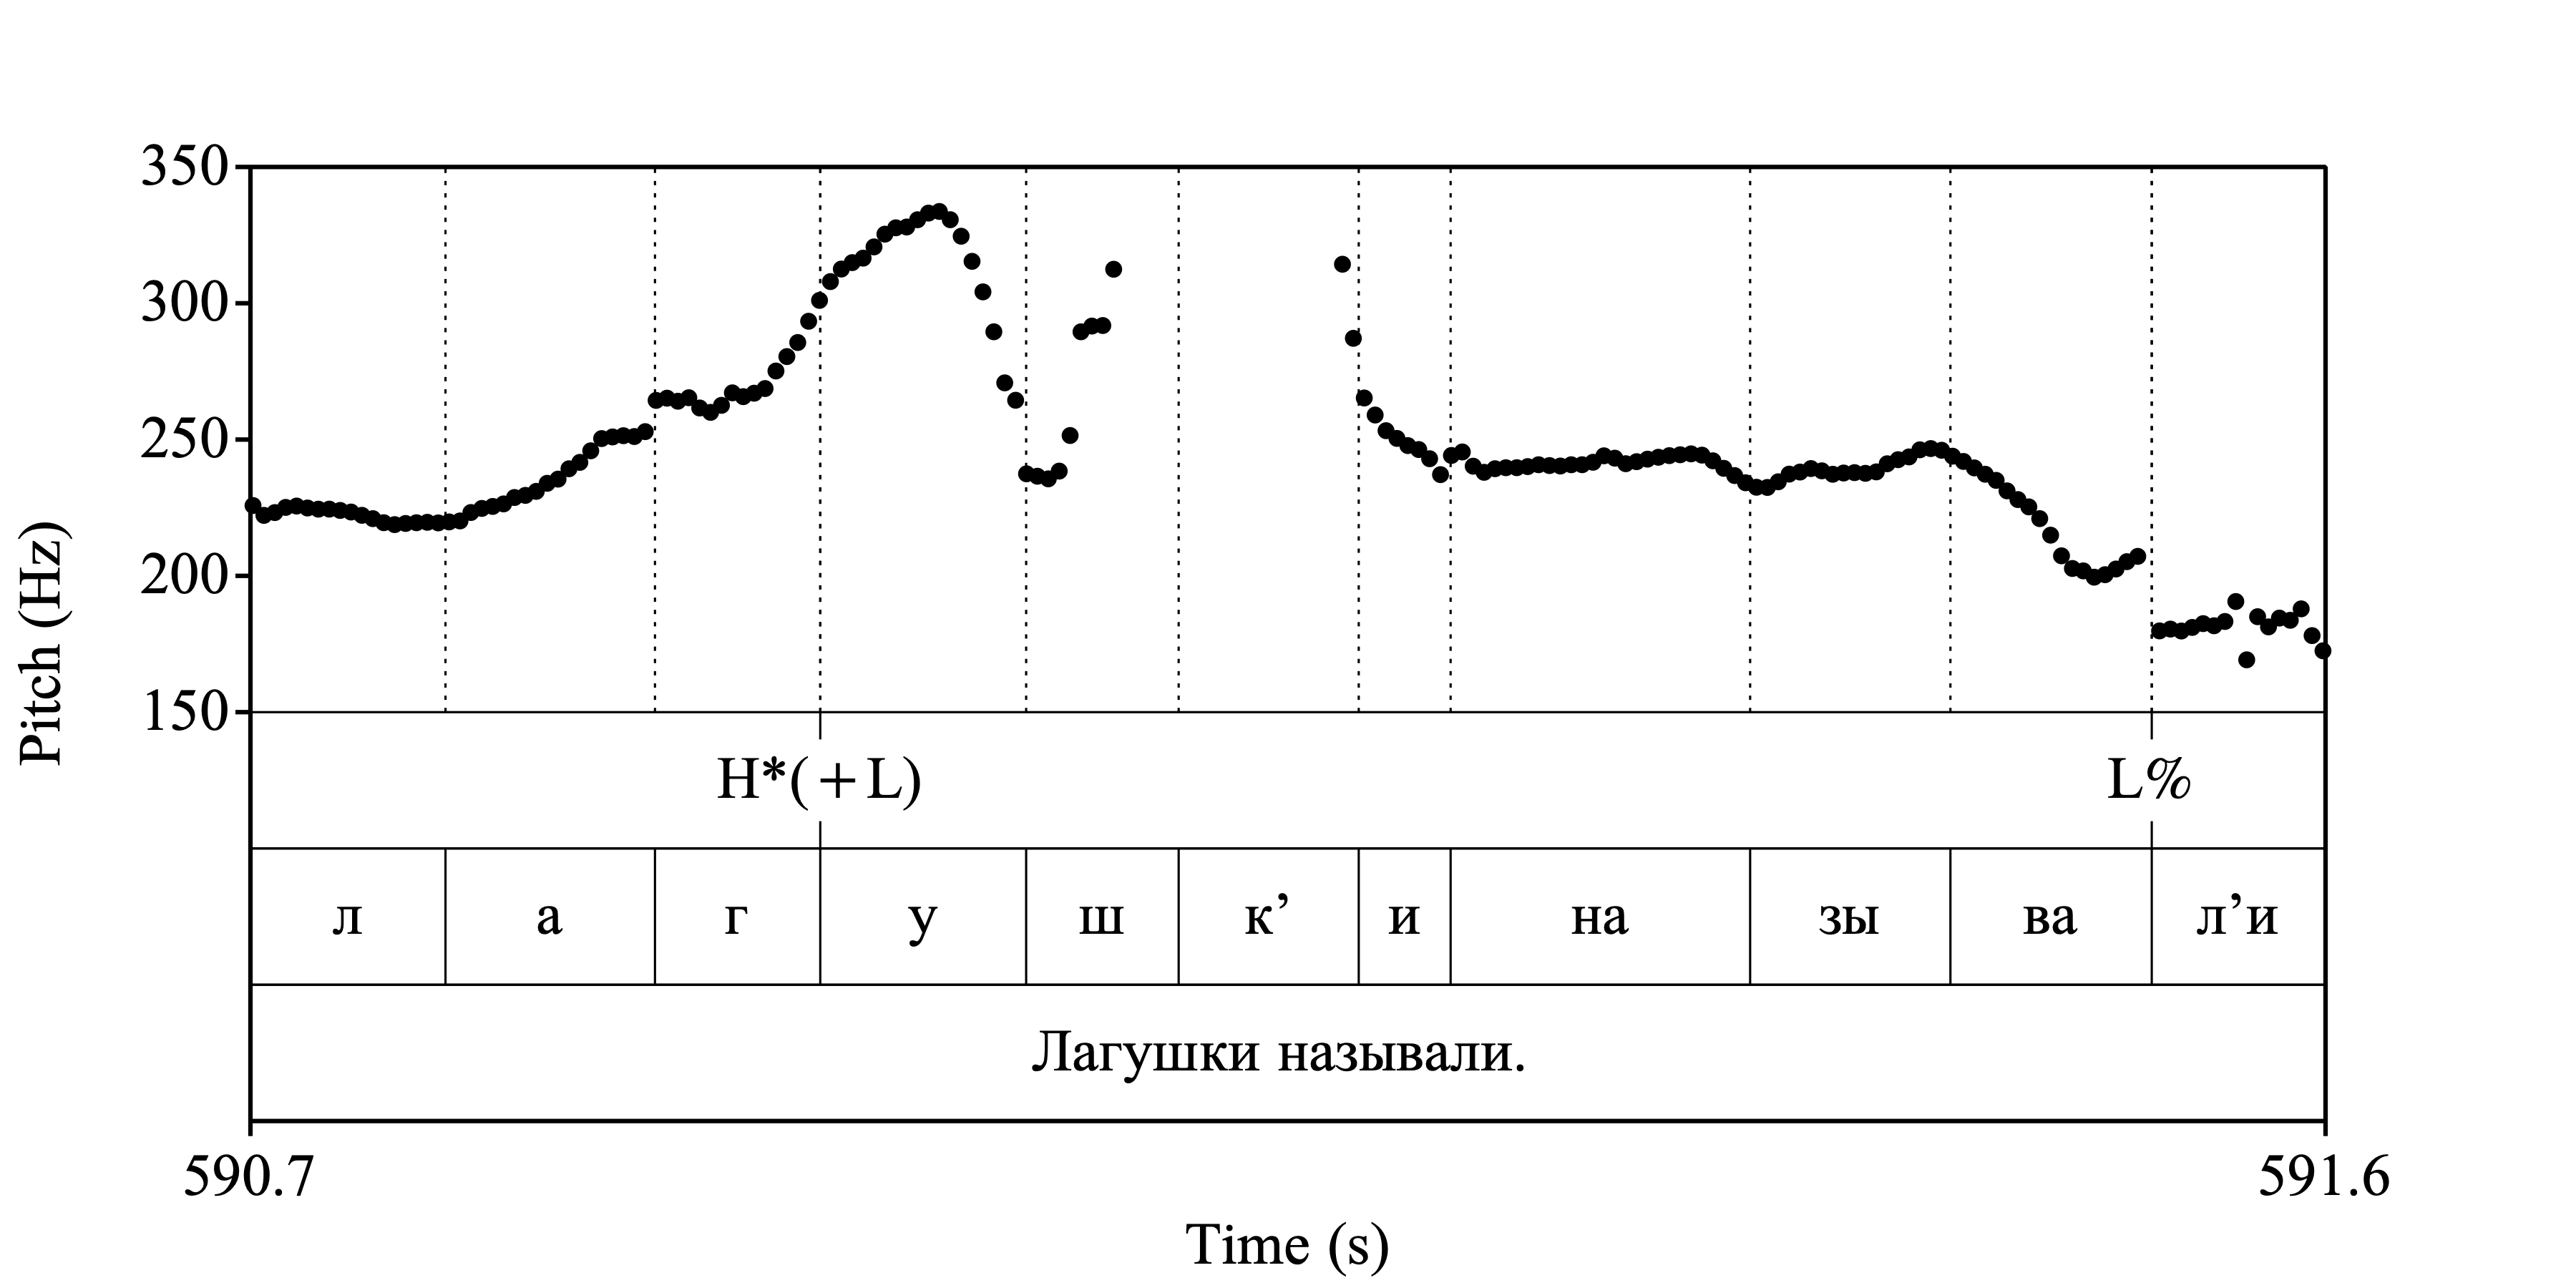 350
300
250
200
150
Pitch (Hz)
H*(+L) L%
л а г у ш к’ и на зы ва л’и
Лагушки называли.
590.7 591.6
Time (s)